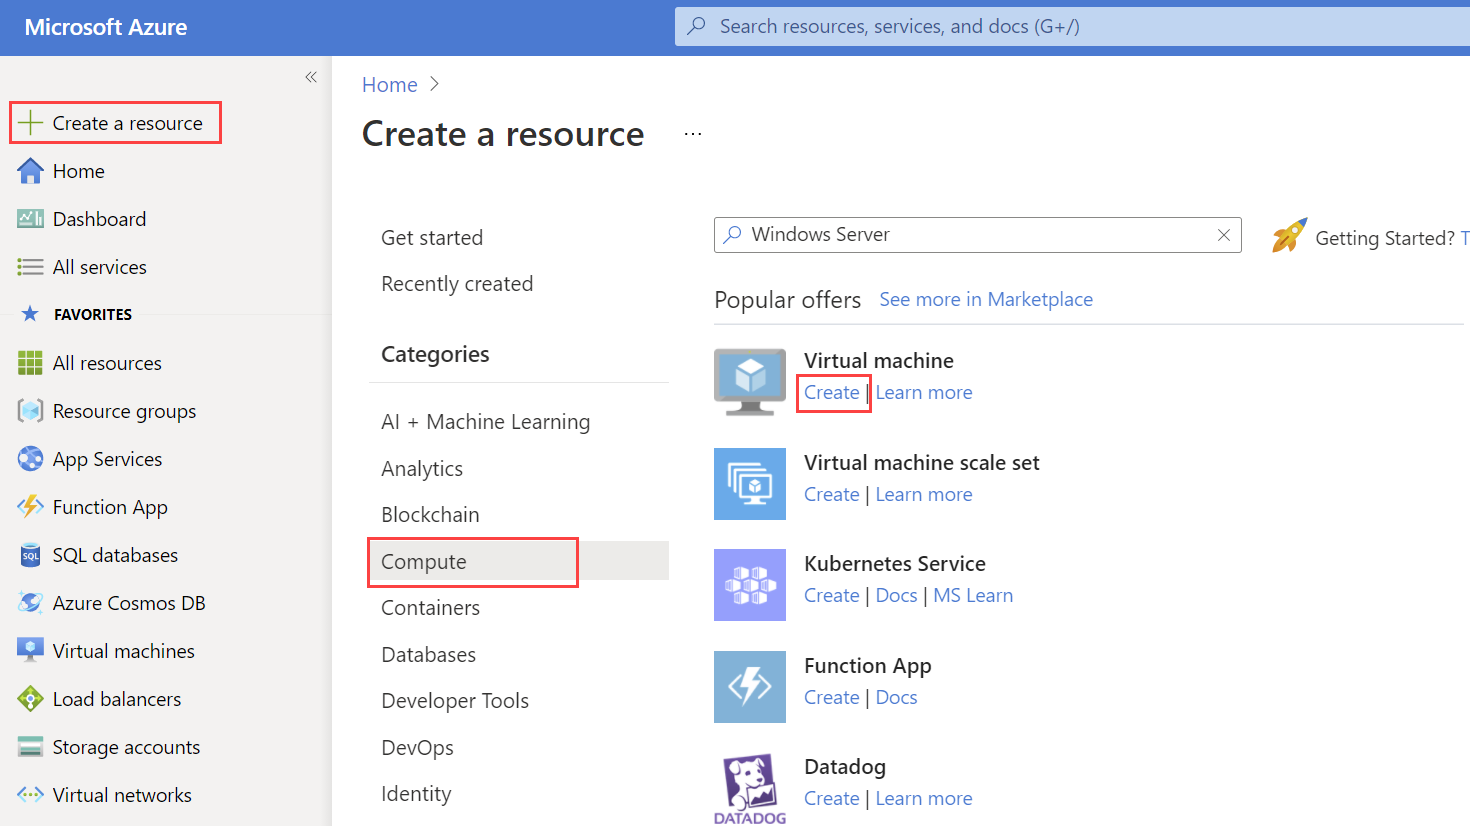 Microsoft Azure
Search resources, services, and docs (G+/)
Create a resource
Home
Dashboard
All services
FAVORITES
All resources
Resource groups
App Services
Function App
SQL
SQL databases
Azure Cosmos DB
Virtual machines
Load balancers
Storage accounts
Virtual networks
Home
Create a resource
Get started
Recently created
Categories
AI + Machine Learning
Analytics
Blockchain
Compute
Containers
Databases
Developer Tools
DevOps
Identity
Windows Server
Getting Started? T
Popular offers See more in Marketplace
Virtual machine
Create | Learn more
Virtual machine scale set
Create | Learn more
Kubernetes Service
Create | Docs | MS Learn
Function App
Create | Docs
Datadog
Create | Learn more
DATADOG